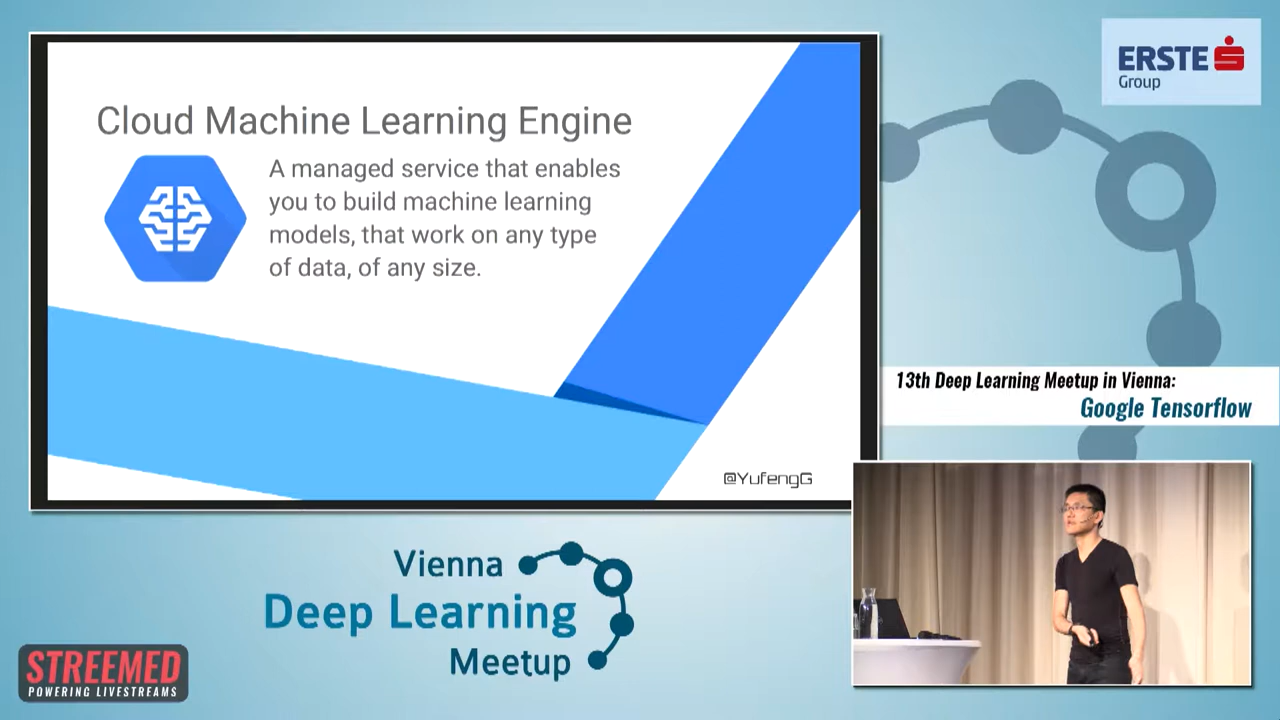 Cloud Machine Learning Engine
A managed service that enables
you to build machine learning
models, that work on any type
of data, of any size.
@YufengG
ERSTE
Group
13th Deep Learning Meetup in Vienna:
Google Tensorflow
Vienna
Deep Learning
Meetup
STREEMED
POWERING LIVESTREAMS